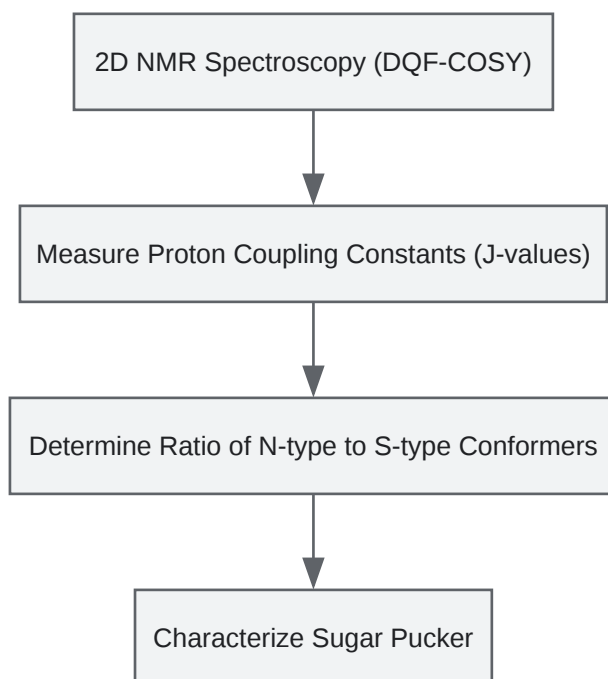 2D NMR Spectroscopy (DQF-COSY)
Measure Proton Coupling Constants (J-values)
Determine Ratio of N-type to S-type Conformers
Characterize Sugar Pucker